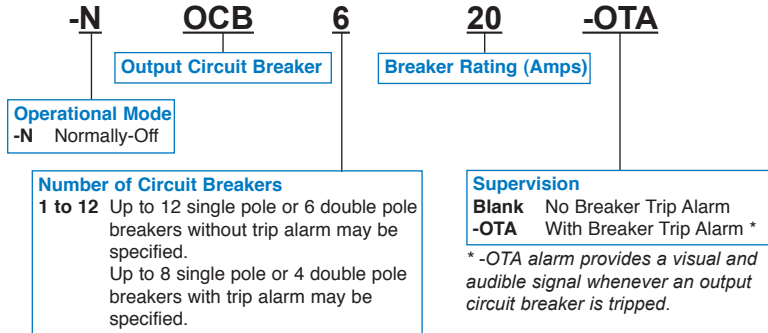 -N OCB 6 20 -OTA
Output Circuit Breaker
Breaker Rating (Amps)
Operational Mode
-N Normally-Off
Number of Circuit Breakers
1 to 12 Up to 12 single pole or 6 double pole
breakers without trip alarm may be
specified.
Up to 8 single pole or 4 double pole
breakers with trip alarm may be
specified.
Supervision
Blank No Breaker Trip Alarm
-OTA With Breaker Trip Alarm *
* -OTA alarm provides a visual and
audible signal whenever an output
circuit breaker is tripped.